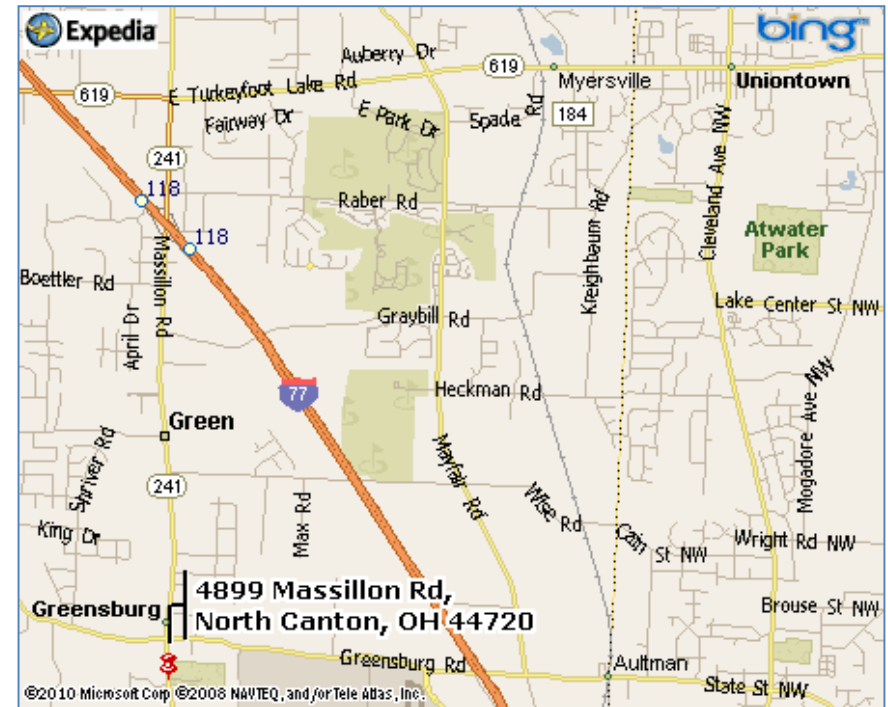 Expedia
bing™
Auberry Dr
619
Myersville
Uniontown
619
E Turkeyfoot Lake Rd
Fairway Dr
E Park Dr
Spade Rd
184
241
118
Raber Rd
Kreighbaum Rd
Cleveland Ave NW
Atwater
Park
118
Massillon Rd
Boettler Rd
April Dr
Graybill Rd
Lake Center St NW
77
Heckman Rd
Mogadore Ave NW
Green
Shriver Rd
Mayfair Rd
241
Max Rd
Wise Rd
King Dr
Cain St NW
Wright Rd NW
4899 Massillon Rd,
North Canton, OH 44720
Greensburg
Brouse St NW
Greensburg Rd
Aultman
State St NW
©2010 Microsoft Corp ©2008 NAVTEQ, and/or Tele Atlas, Inc.